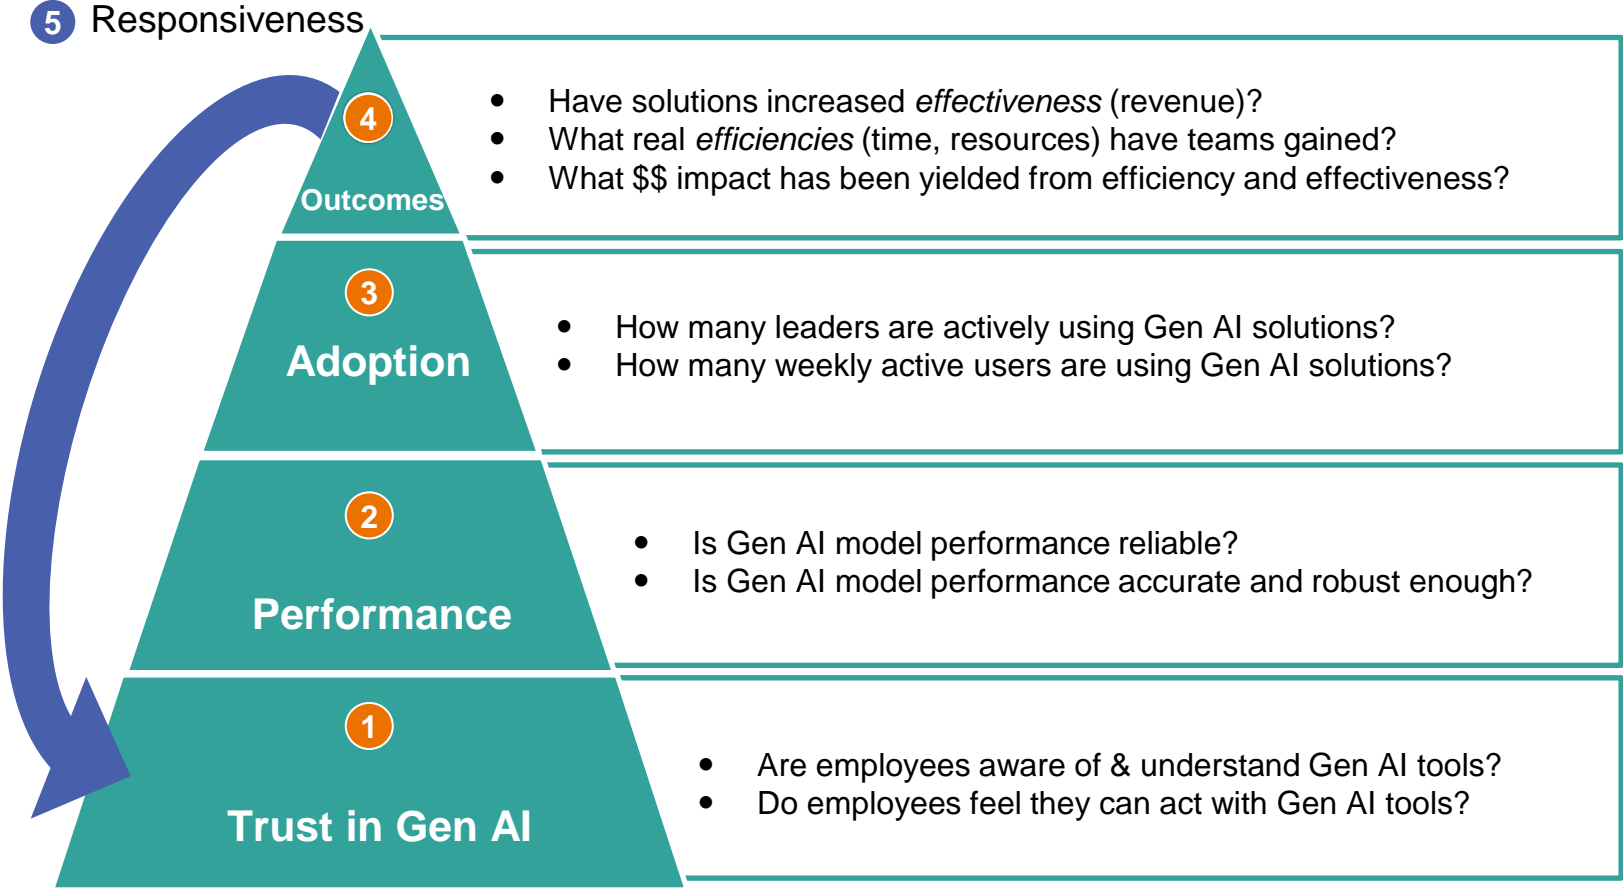 5 Responsiveness
4
Outcomes
• Have solutions increased effectiveness (revenue)?
• What real efficiencies (time, resources) have teams gained?
• What $$ impact has been yielded from efficiency and effectiveness?
3
Adoption
• How many leaders are actively using Gen AI solutions?
• How many weekly active users are using Gen AI solutions?
2
Performance
• Is Gen AI model performance reliable?
• Is Gen AI model performance accurate and robust enough?
1
Trust in Gen AI
• Are employees aware of & understand Gen AI tools?
• Do employees feel they can act with Gen AI tools?